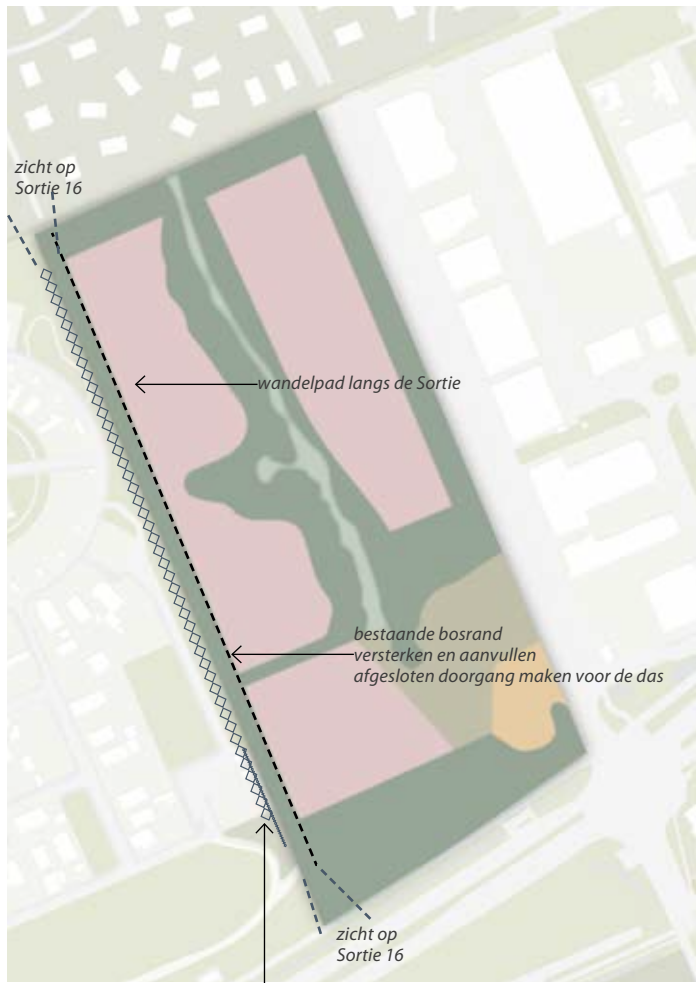 zicht op
Sortie 16
wandelpad langs de Sortie
bestaande bosrand
versterken en aanvullen
afgesloten doorgang maken voor de das
zicht op
Sortie 16